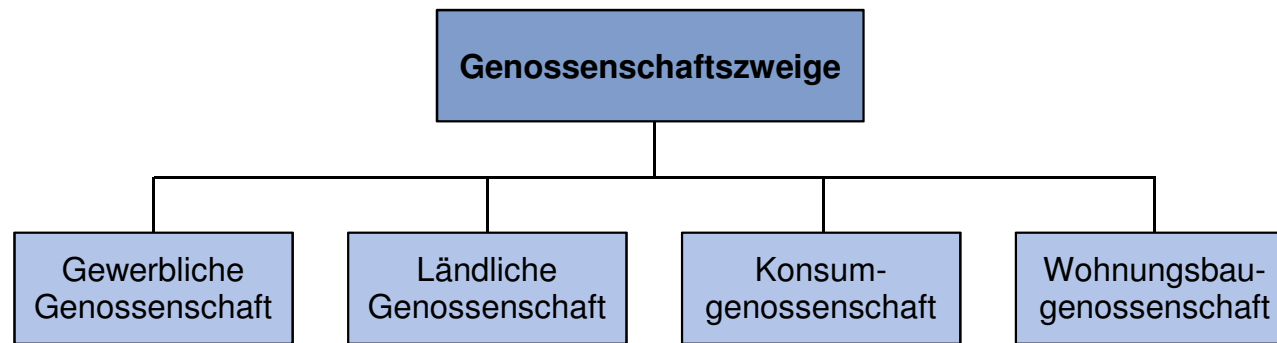 Genossenschaftszweige
Gewerbliche
Genossenschaft
Ländliche
Genossenschaft
Konsum-
genossenschaft
Wohnungsbau-
genossenschaft